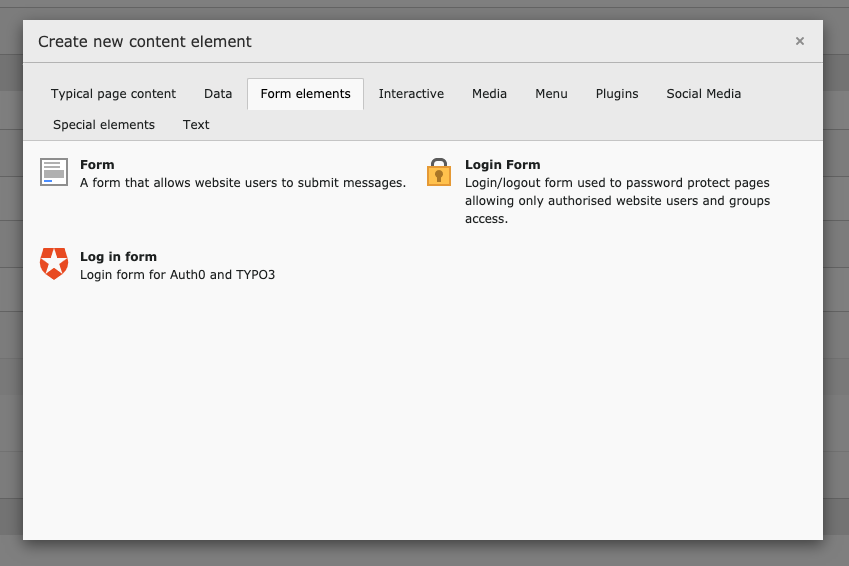 Create new content element
×
Typical page content Data Form elements Interactive Media Menu Plugins Social Media
Special elements Text
Form
A form that allows website users to submit messages.
Login Form
Login/logout form used to password protect pages
allowing only authorised website users and groups
access.
Log in form
Login form for Auth0 and TYPO3